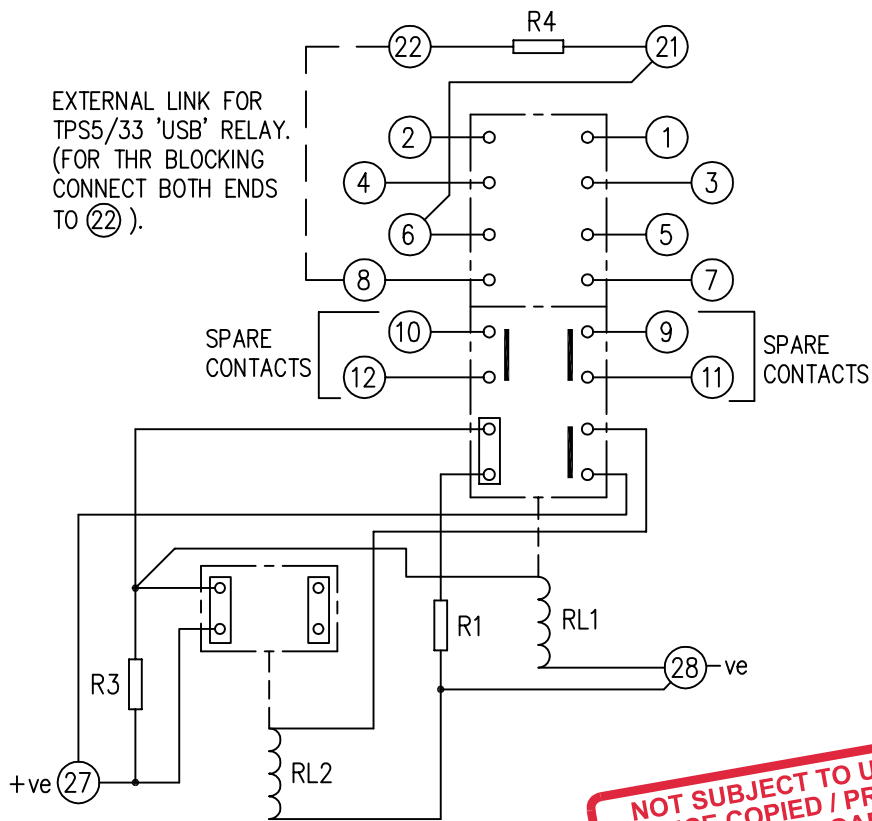 R4
22
21
EXTERNAL LINK FOR
TPS5/33 'USB' RELAY.
(FOR THR BLOCKING
CONNECT BOTH ENDS
TO 22 ).
2
1
4
3
6
5
8
7
SPARE
CONTACTS
10
9
SPARE
CONTACTS
12
11
R1
RL1
R3
28 -ve
RL2
+ve 27
NOT SUBJECT TO
COPIED /